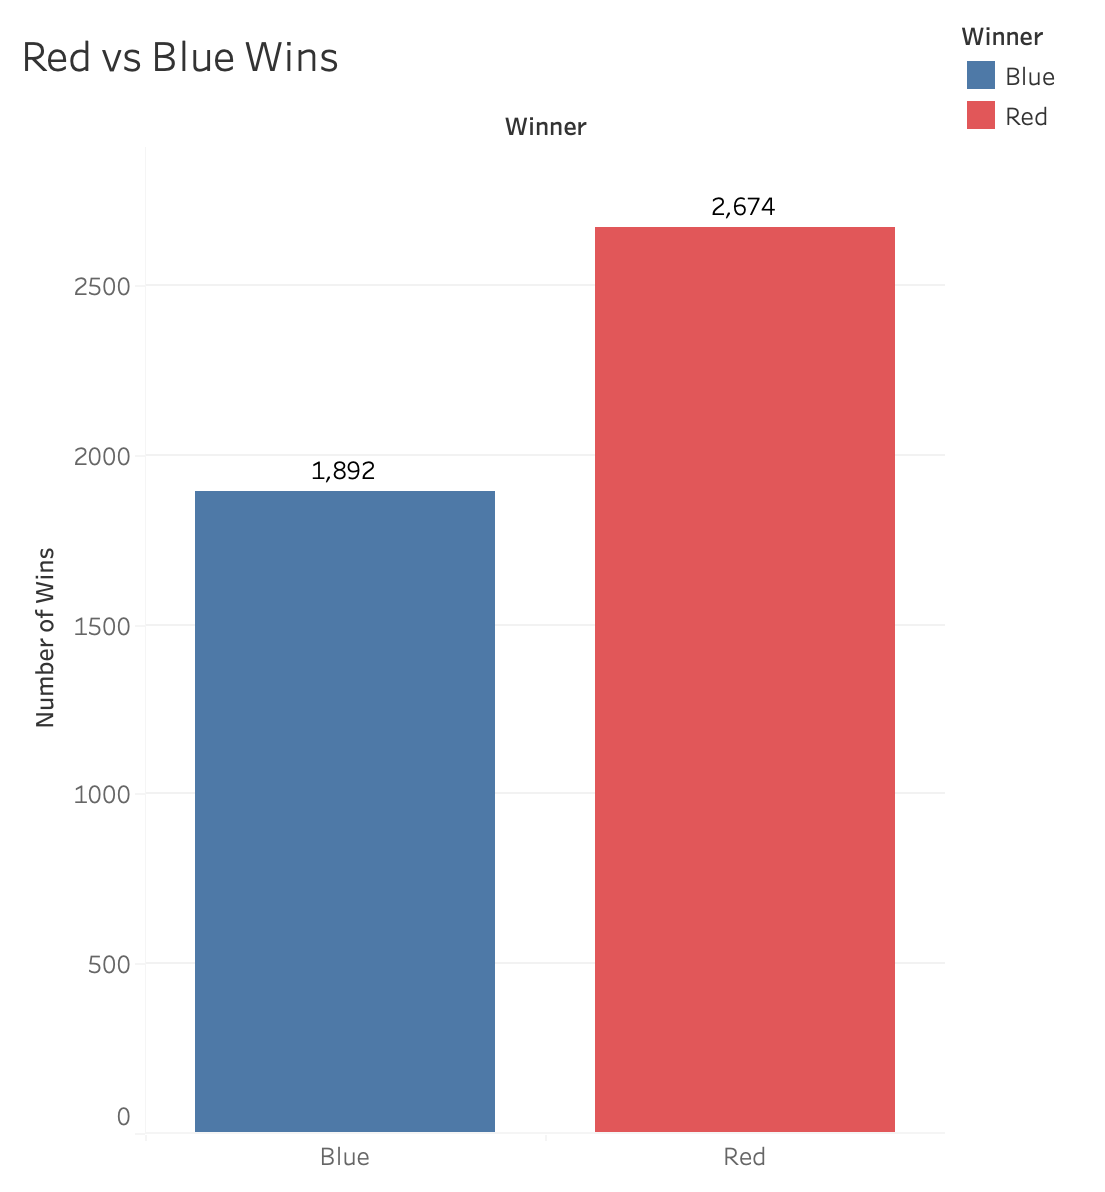 Red vs Blue Wins
Winner
Blue
Red
Winner
2,674
1,892
2500
2000
1500
1000
500
0
Number of Wins
Blue
Red